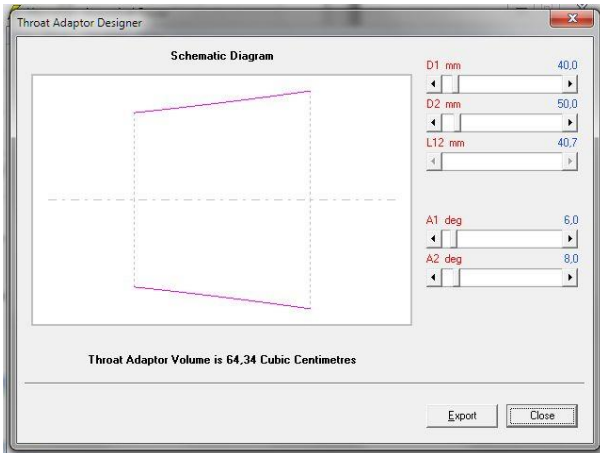 Throat Adaptor Designer
Schematic Diagram
D1 mm 40,0
D2 mm 50,0
L12 mm 40,7
A1 deg 6,0
A2 deg 8,0
Throat Adaptor Volume is 64,34 Cubic Centimetres
Export
Close